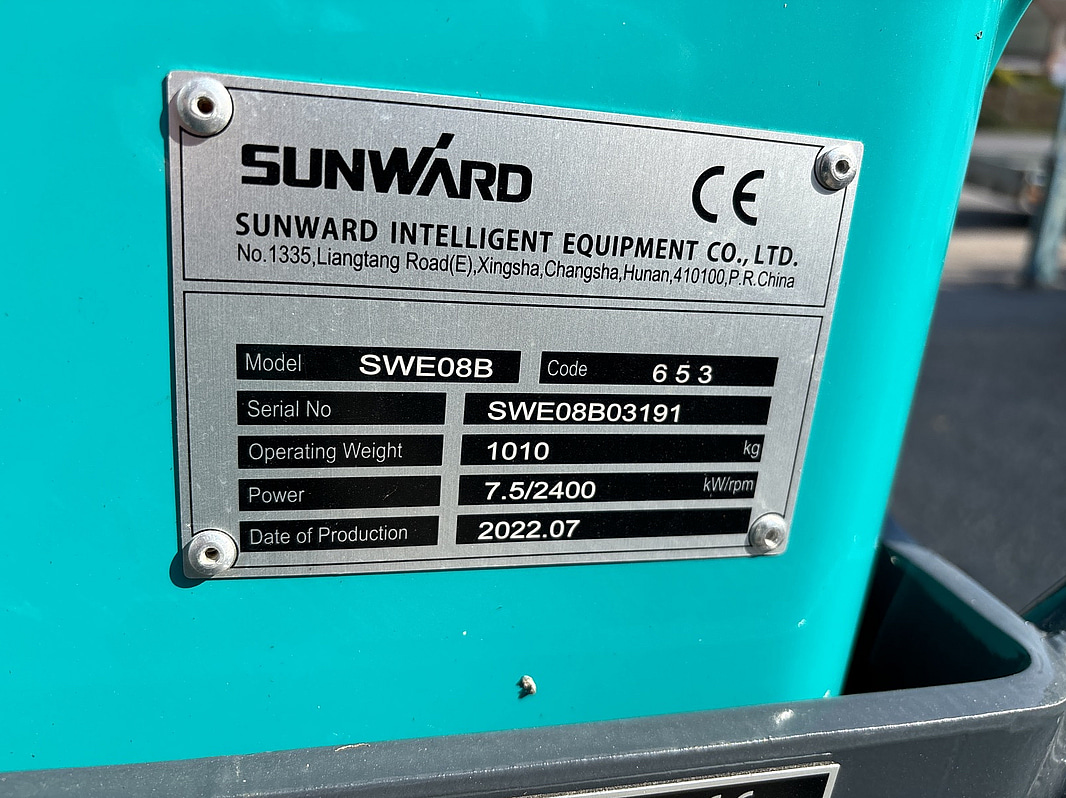 SUNWARD
CE
SUNWARD INTELLIGENT EQUIPMENT CO., LTD.
No.1335,Liangtang Road(E),Xingsha,Changsha,Hunan,410100,P.R.China
Model SWE08B Code 653
Serial No SWE08B03191
Operating Weight 1010 kg
Power 7.5/2400 kW/rpm
Date of Production 2022.07